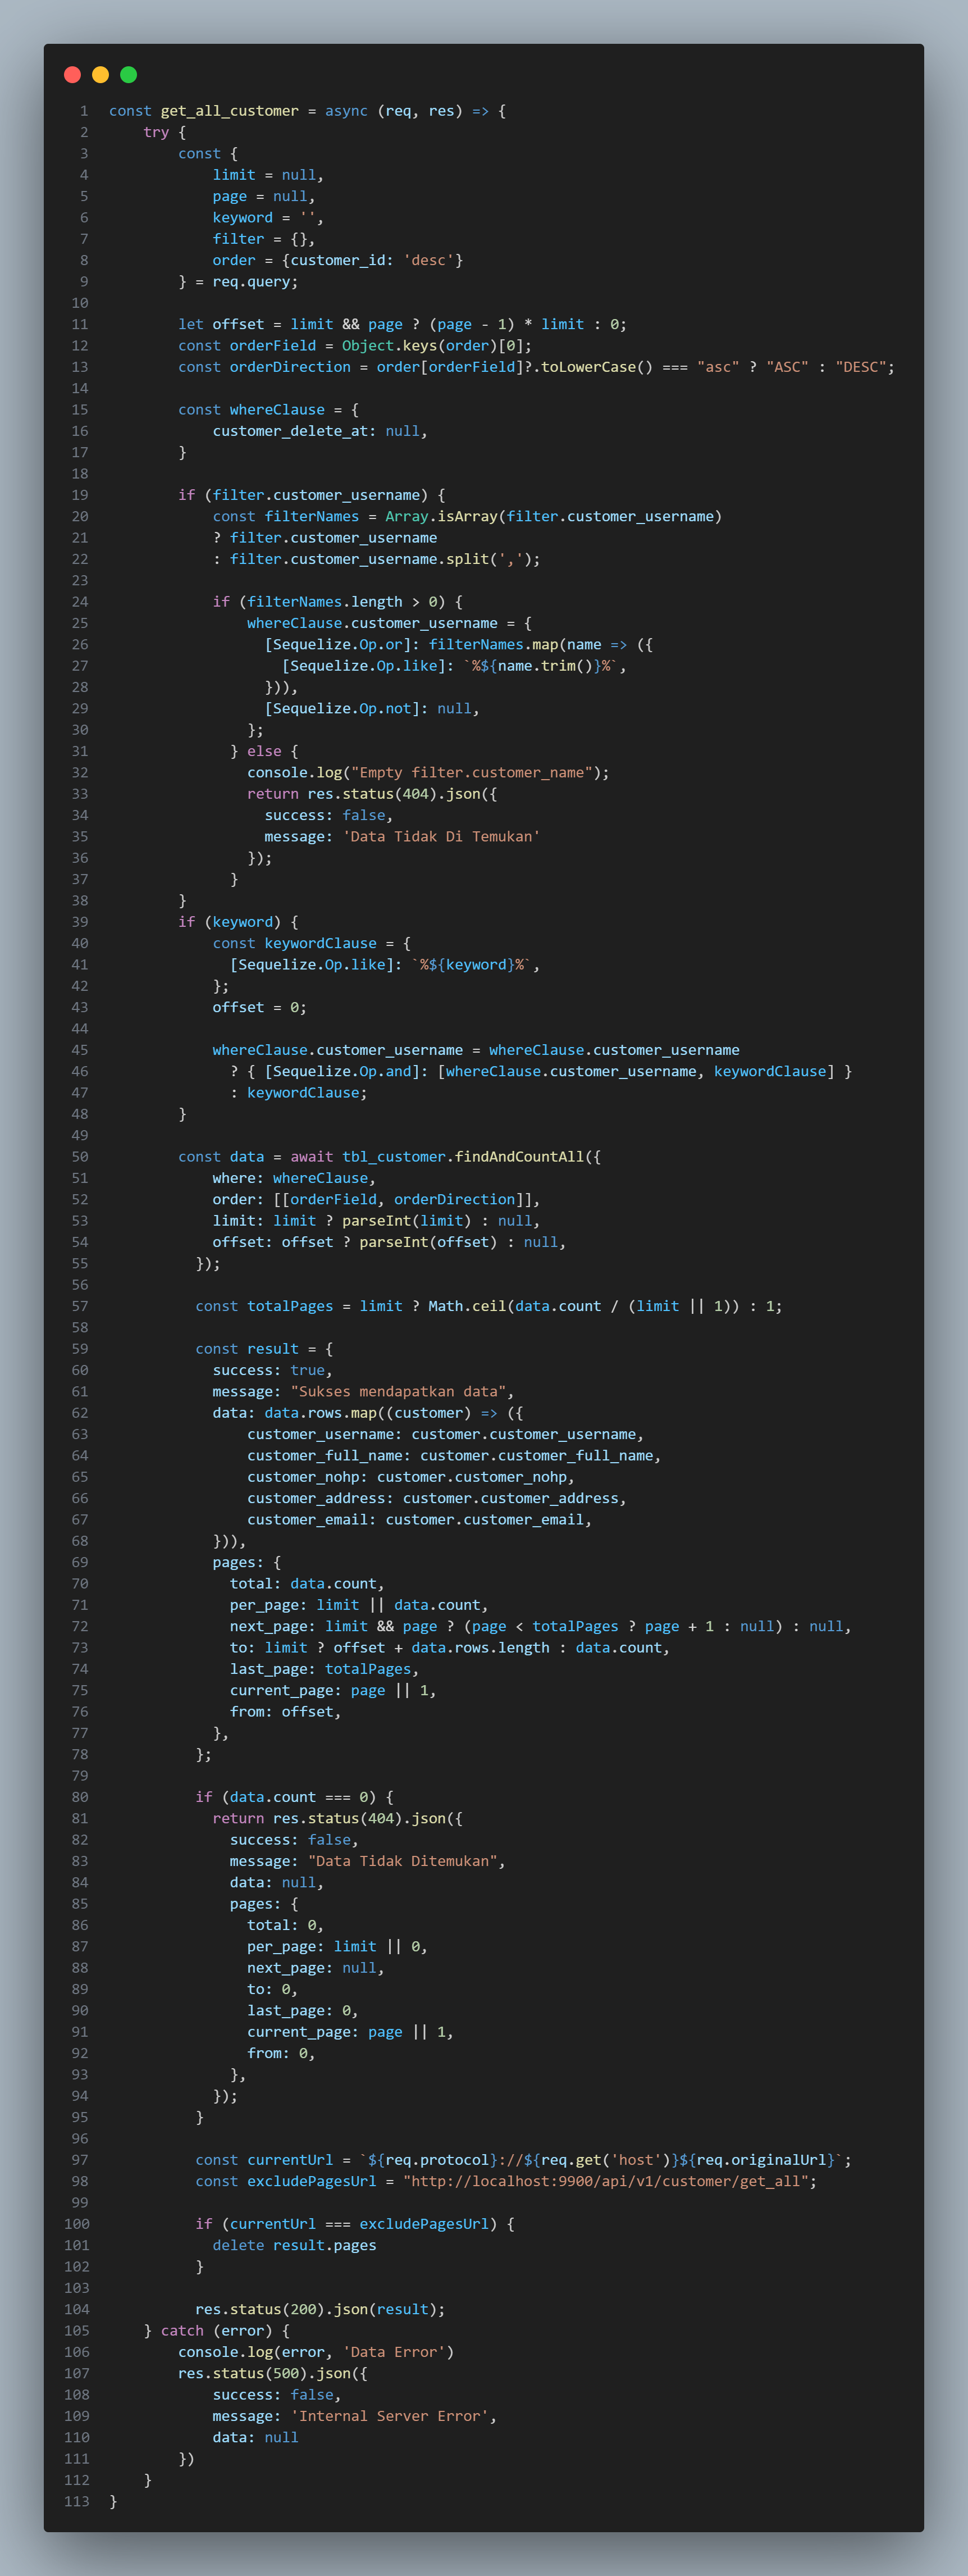 1 const get_all_customer = async (req, res) => {
2     try {
3         const {
4             limit = null,
5             page = null,
6             keyword = '',
7             filter = {},
8             order = {customer_id: 'desc'}
9         } = req.query;
10
11         let offset = limit && page ? (page - 1) * limit : 0;
12         const orderField = Object.keys(order)[0];
13         const orderDirection = order[orderField]?.toLowerCase() === "asc" ? "ASC" : "DESC";
14
15         const whereClause = {
16             customer_delete_at: null,
17         }
18
19         if (filter.customer_username) {
20             const filterNames = Array.isArray(filter.customer_username)
21             ? filter.customer_username
22             : filter.customer_username.split(',');
23
24             if (filterNames.length > 0) {
25                 whereClause.customer_username = {
26                   [Sequelize.Op.or]: filterNames.map(name => ({
27                     [Sequelize.Op.like]: `%${name.trim()}%`,
28                   })),
29                   [Sequelize.Op.not]: null,
30                 };
31               } else {
32                 console.log("Empty filter.customer_name");
33                 return res.status(404).json({
34                   success: false,
35                   message: 'Data Tidak Di Temukan'
36                 });
37               }
38         }
39         if (keyword) {
40             const keywordClause = {
41               [Sequelize.Op.like]: `%${keyword}%`,
42             };
43             offset = 0;
44
45             whereClause.customer_username = whereClause.customer_username
46               ? { [Sequelize.Op.and]: [whereClause.customer_username, keywordClause] }
47               : keywordClause;
48         }
49
50         const data = await tbl_customer.findAndCountAll({
51             where: whereClause,
52             order: [[orderField, orderDirection]],
53             limit: limit ? parseInt(limit) : null,
54             offset: offset ? parseInt(offset) : null,
55           });
56
57           const totalPages = limit ? Math.ceil(data.count / (limit || 1)) : 1;
58
59           const result = {
60             success: true,
61             message: "Sukses mendapatkan data",
62             data: data.rows.map((customer) => ({
63                 customer_username: customer.customer_username,
64                 customer_full_name: customer.customer_full_name,
65                 customer_nohp: customer.customer_nohp,
66                 customer_address: customer.customer_address,
67                 customer_email: customer.customer_email,
68             })),
69             pages: {
70               total: data.count,
71               per_page: limit || data.count,
72               next_page: limit && page ? (page < totalPages ? page + 1 : null) : null,
73               to: limit ? offset + data.rows.length : data.count,
74               last_page: totalPages,
75               current_page: page || 1,
76               from: offset,
77             },
78           };
79
80           if (data.count === 0) {
81             return res.status(404).json({
82               success: false,
83               message: "Data Tidak Ditemukan",
84               data: null,
85               pages: {
86                 total: 0,
87                 per_page: limit || 0,
88                 next_page: null,
89                 to: 0,
90                 last_page: 0,
91                 current_page: page || 1,
92                 from: 0,
93               },
94             });
95           }
96
97           const currentUrl = `${req.protocol}://${req.get('host')}${req.originalUrl}`;
98           const excludePagesUrl = "http://localhost:9900/api/v1/customer/get_all";
99
100           if (currentUrl === excludePagesUrl) {
101             delete result.pages
102           }
103
104           res.status(200).json(result);
105     } catch (error) {
106         console.log(error, 'Data Error')
107         res.status(500).json({
108             success: false,
109             message: 'Internal Server Error',
110             data: null
111         })
112     }
113 }